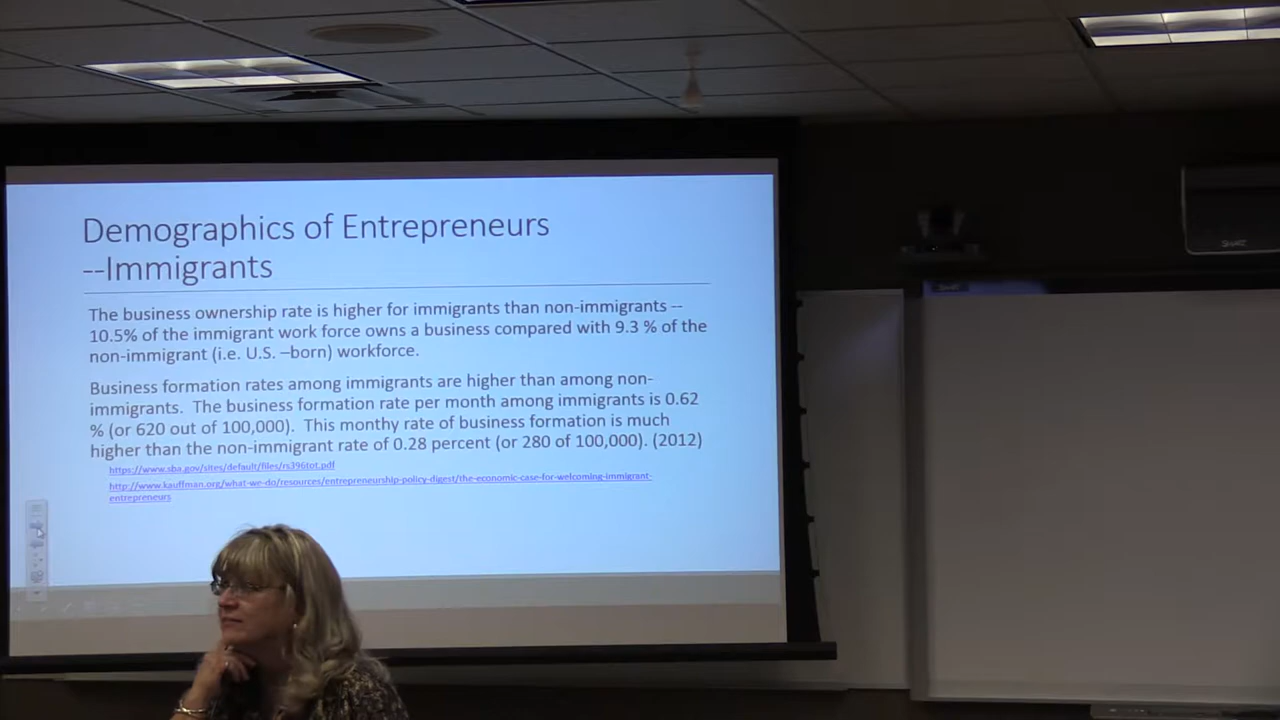 Demographics of Entrepreneurs
--Immigrants
The business ownership rate is higher for immigrants than non-immigrants --
10.5% of the immigrant work force owns a business compared with 9.3 % of the
non-immigrant (i.e. U.S. –born) workforce.
Business formation rates among immigrants are higher than among non-
immigrants. The business formation rate per month among immigrants is 0.62
% (or 620 out of 100,000). This monthy rate of business formation is much
higher than the non-immigrant rate of 0.28 percent (or 280 of 100,000). (2012)
https://www.sba.gov/sites/default/files/rs396tot.pdf
http://www.kauffman.org/what-we-do/resources/entrepreneurship-policy-digest/the-economic-case-for-welcoming-immigrant-
entrepreneurs
SMART
SMART